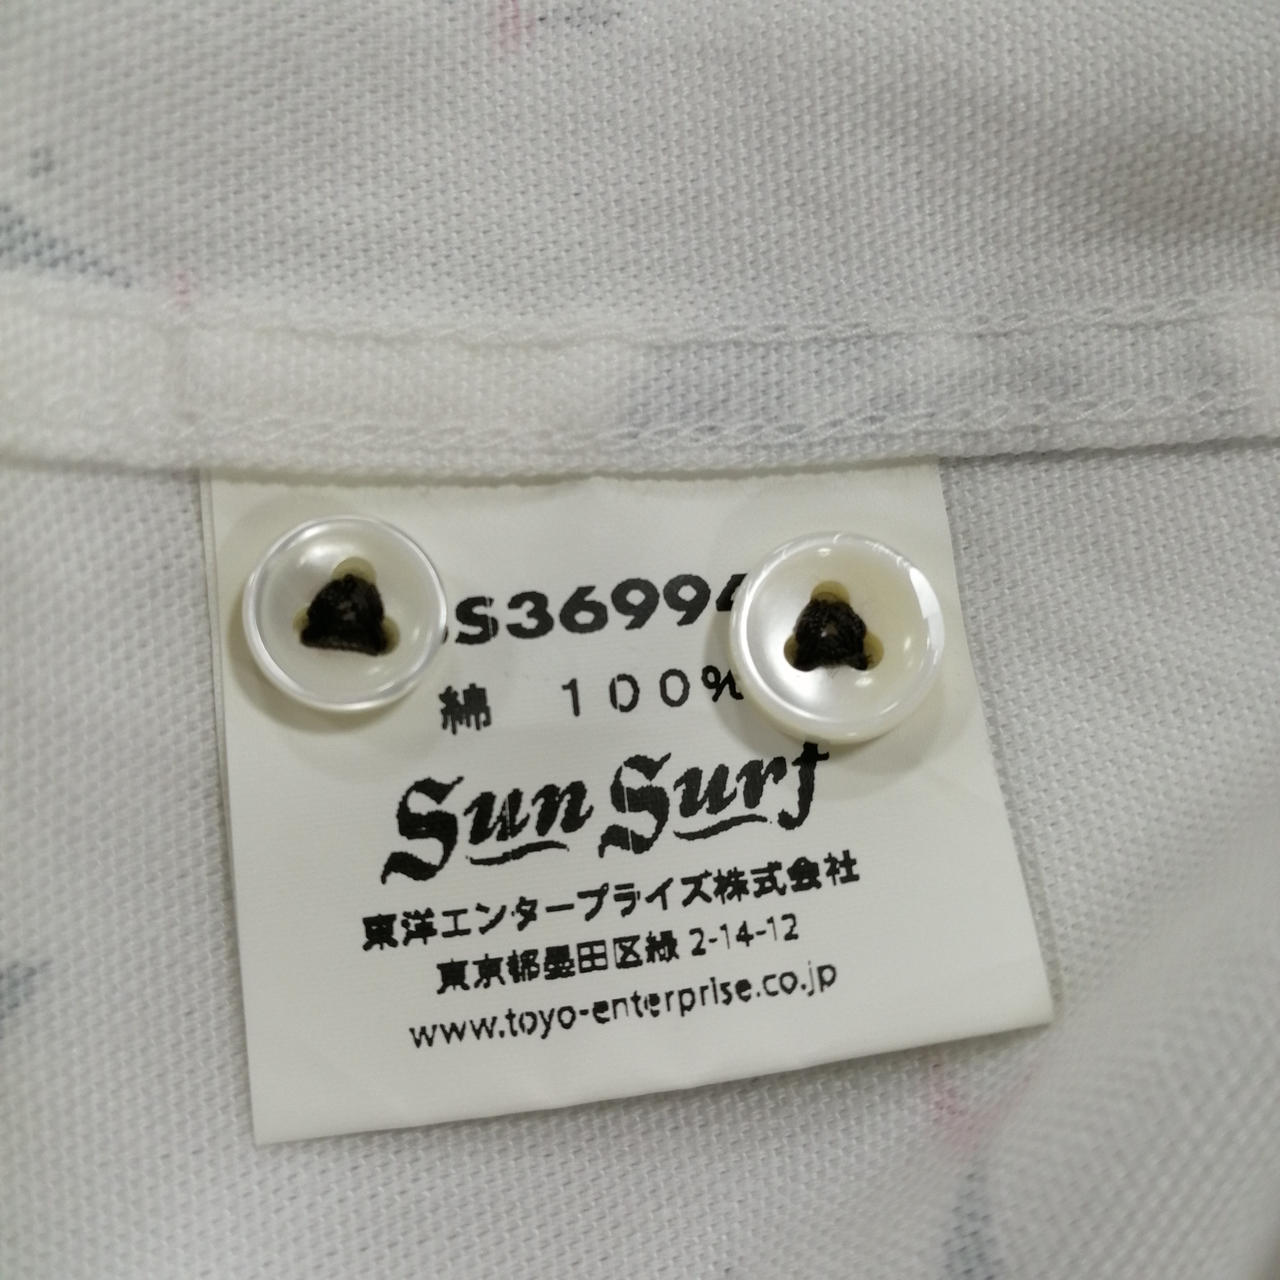 SS36994
綿 100%
Sun Surf
東洋エンタープライズ株式会社
東京都墨田区緑 2-14-12
www.toyo-enterprise.co.jp